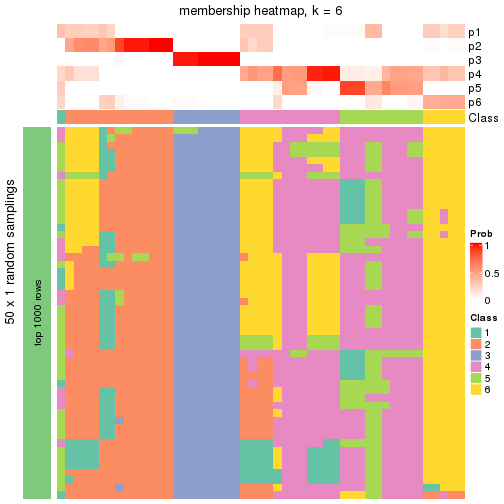 membership heatmap, k = 6
p1
p2
p3
p4
p5
p6
Class
50 x 1 random samplings
top 1000 rows
Prob
1
0.5
0
Class
1
2
3
4
5
6